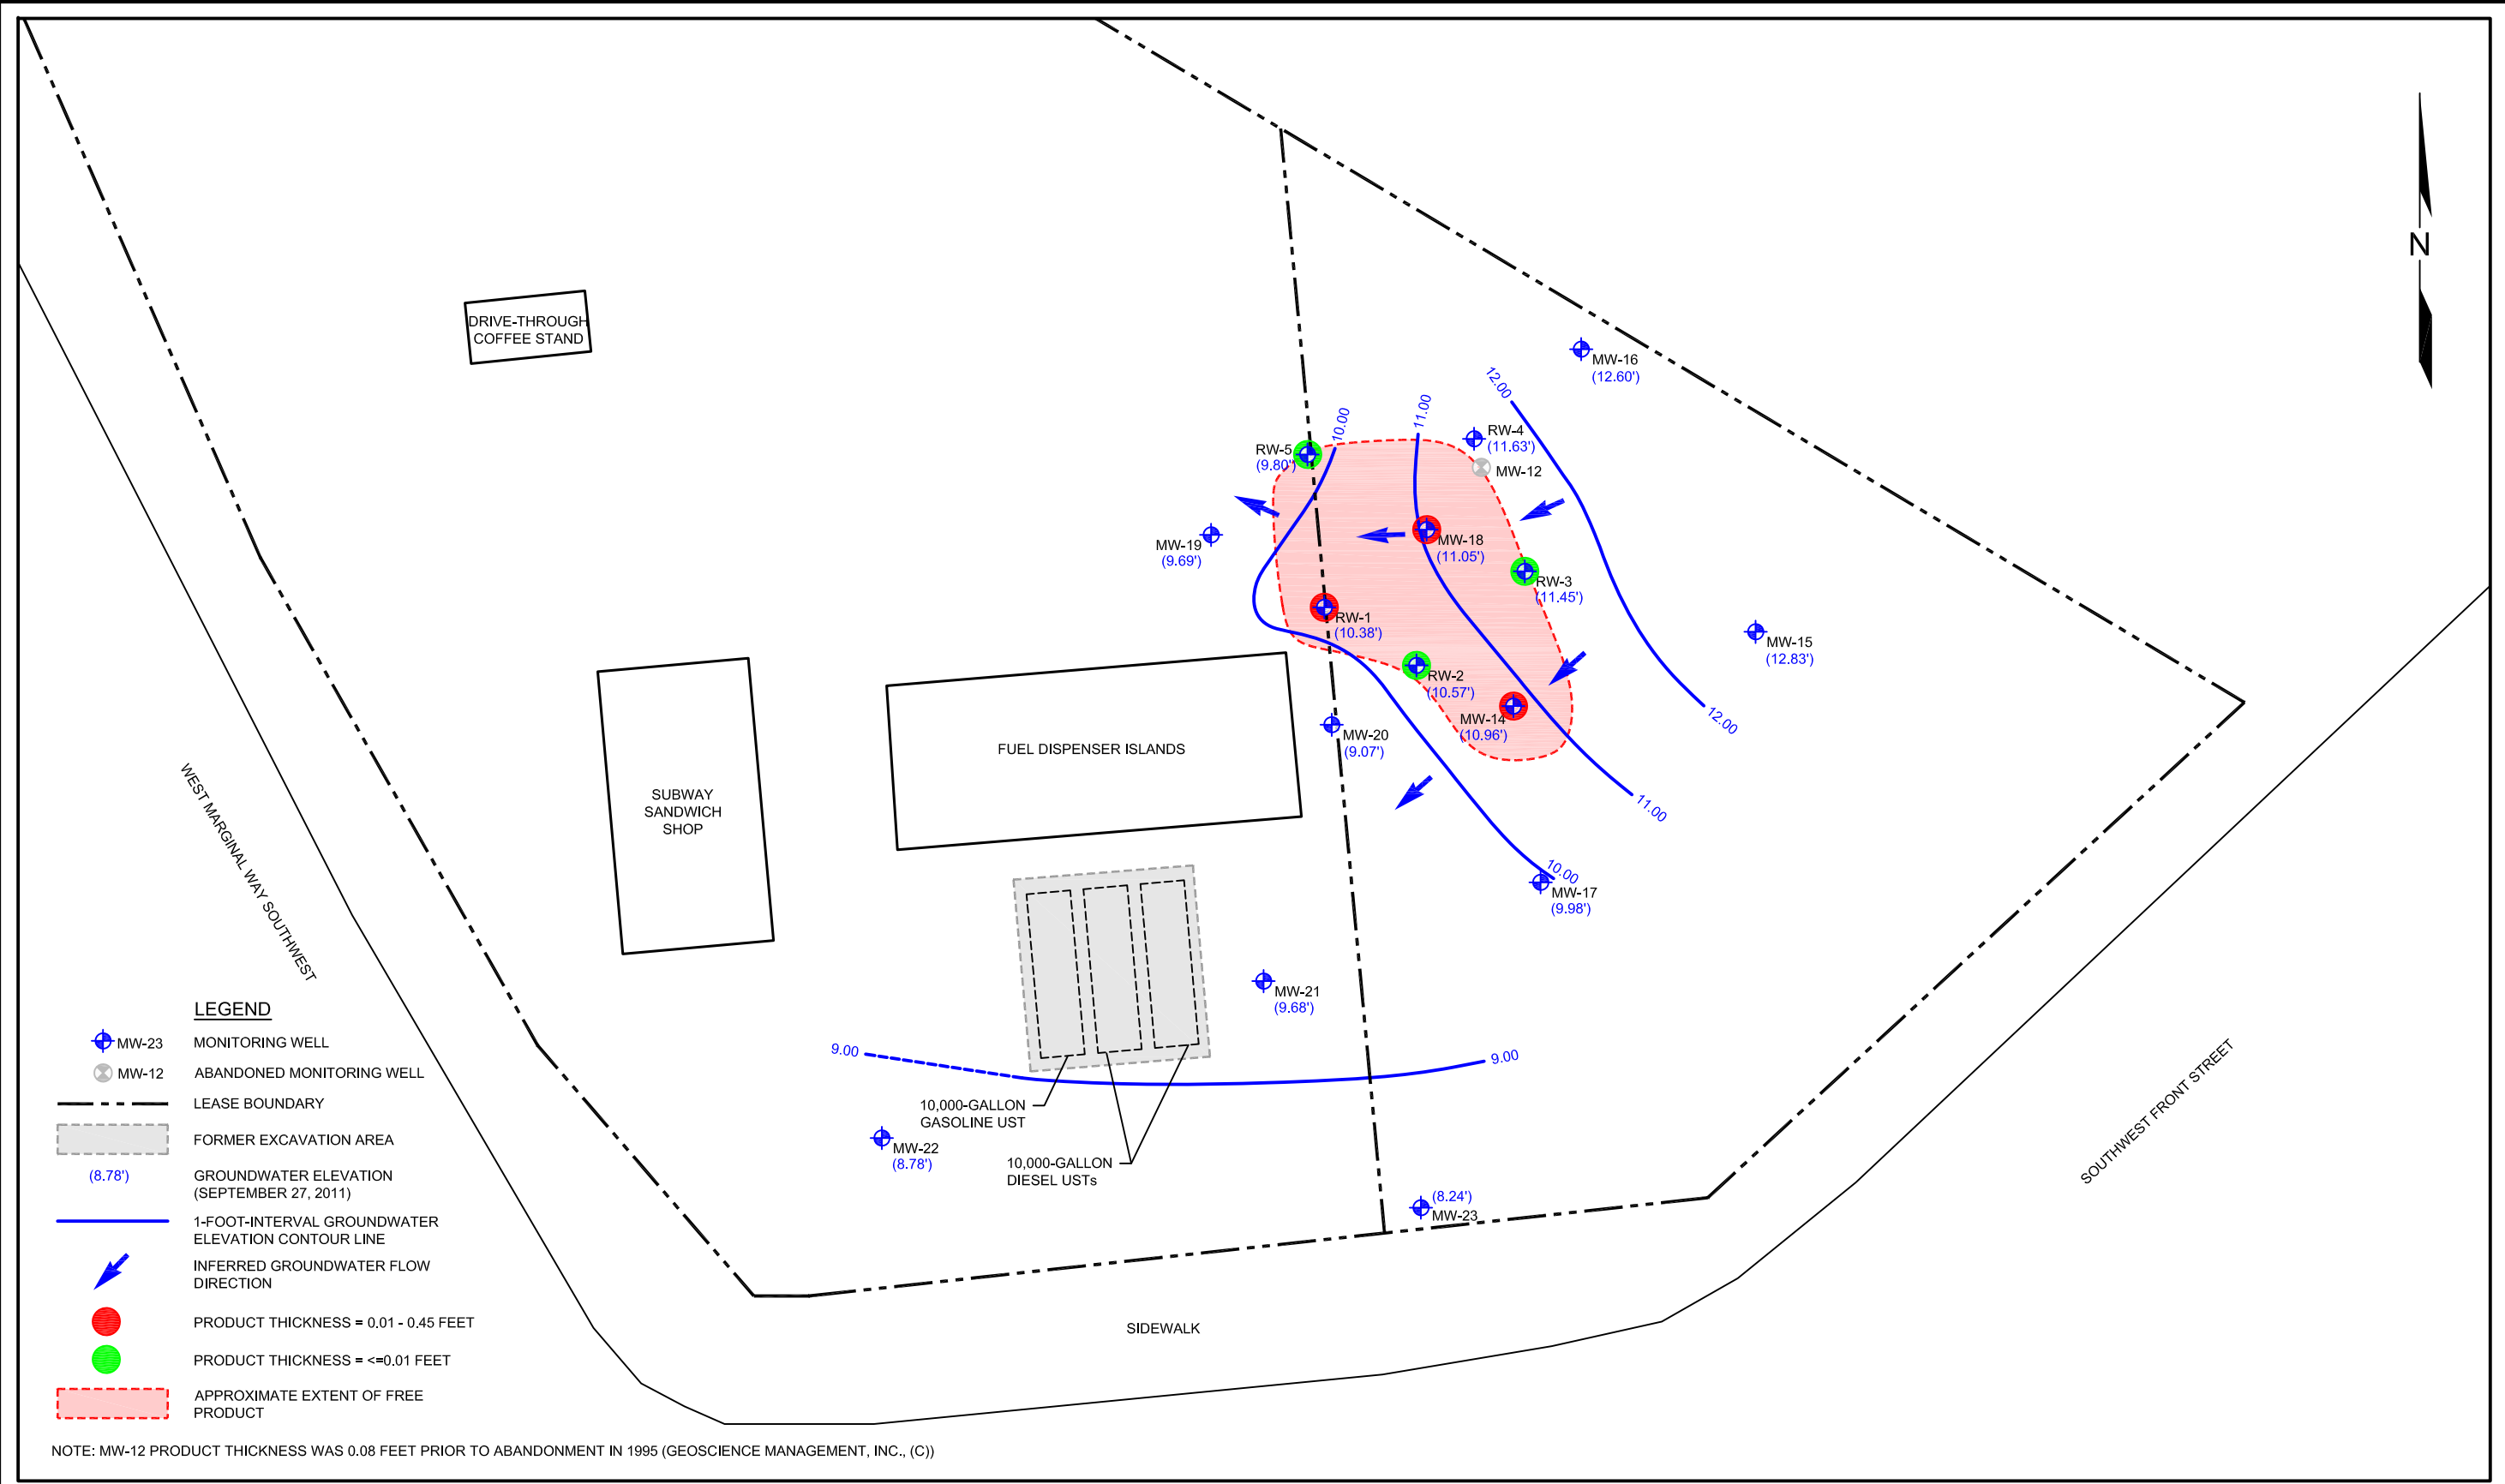 N
DRIVE-THROUGH
COFFEE STAND
MW-16
(12.60')
12.00
11.00
10.00
RW-4
(11.63')
RW-5
(9.80')
MW-12
MW-19
(9.69')
MW-18
(11.05')
RW-3
(11.45')
RW-1
(10.38')
MW-15
(12.83')
RW-2
(10.57')
MW-14
(10.96')
12.00
MW-20
(9.07')
FUEL DISPENSER ISLANDS
SUBWAY
SANDWICH
SHOP
11.00
10.00
MW-17
(9.98')
WEST MARGINAL WAY SOUTHWEST
MW-21
(9.68')
9.00
9.00
10,000-GALLON
GASOLINE UST
MW-22
(8.78')
10,000-GALLON
DIESEL USTs
(8.24')
MW-23
SOUTHWEST FRONT STREET
SIDEWALK
LEGEND
MW-23 MONITORING WELL
MW-12 ABANDONED MONITORING WELL
LEASE BOUNDARY
FORMER EXCAVATION AREA
(8.78') GROUNDWATER ELEVATION
(SEPTEMBER 27, 2011)
1-FOOT-INTERVAL GROUNDWATER
ELEVATION CONTOUR LINE
INFERRED GROUNDWATER FLOW
DIRECTION
PRODUCT THICKNESS = 0.01 - 0.45 FEET
PRODUCT THICKNESS = <=0.01 FEET
APPROXIMATE EXTENT OF FREE
PRODUCT
NOTE: MW-12 PRODUCT THICKNESS WAS 0.08 FEET PRIOR TO ABANDONMENT IN 1995 (GEOSCIENCE MANAGEMENT, INC., (C))